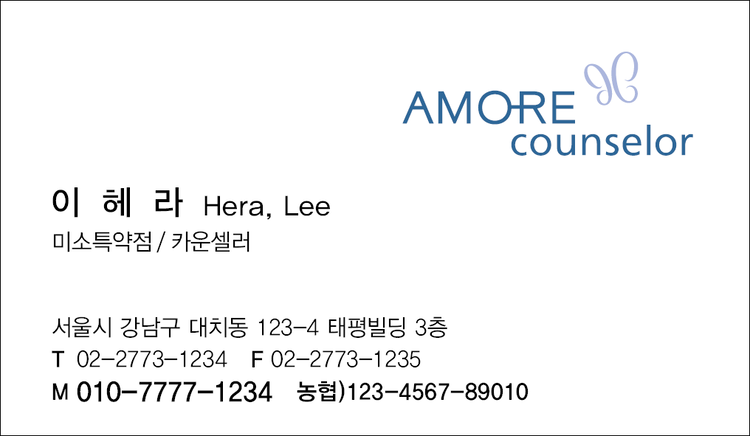 AMORE
counselor
이 헤 라 Hera, Lee
미소특약점 / 카운셀러
서울시 강남구 대치동 123-4 태평빌딩 3층
T 02-2773-1234 F 02-2773-1235
M 010-7777-1234 농협)123-4567-89010